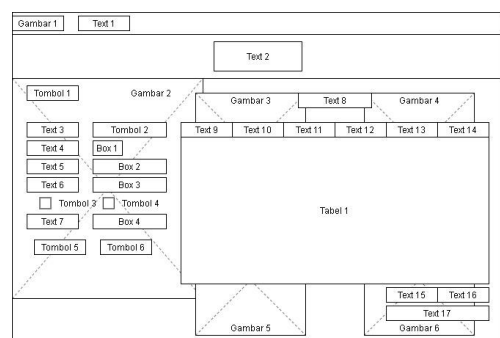 Gambar 1 Text 1
Text 2
Tombol 1 Gambar 2
Gambar 3 Text 8 Gambar 4
Text 3 Tombol 2
Text 9 Text 10 Text 11 Text 12 Text 13 Text 14
Text 4 Box 1
Text 5 Box 2
Text 6 Box 3
Tombol 3 Tombol 4
Tabel 1
Text 7 Box 4
Tombol 5 Tombol 6
Text 15 Text 16
Text 17
Gambar 5 Gambar 6